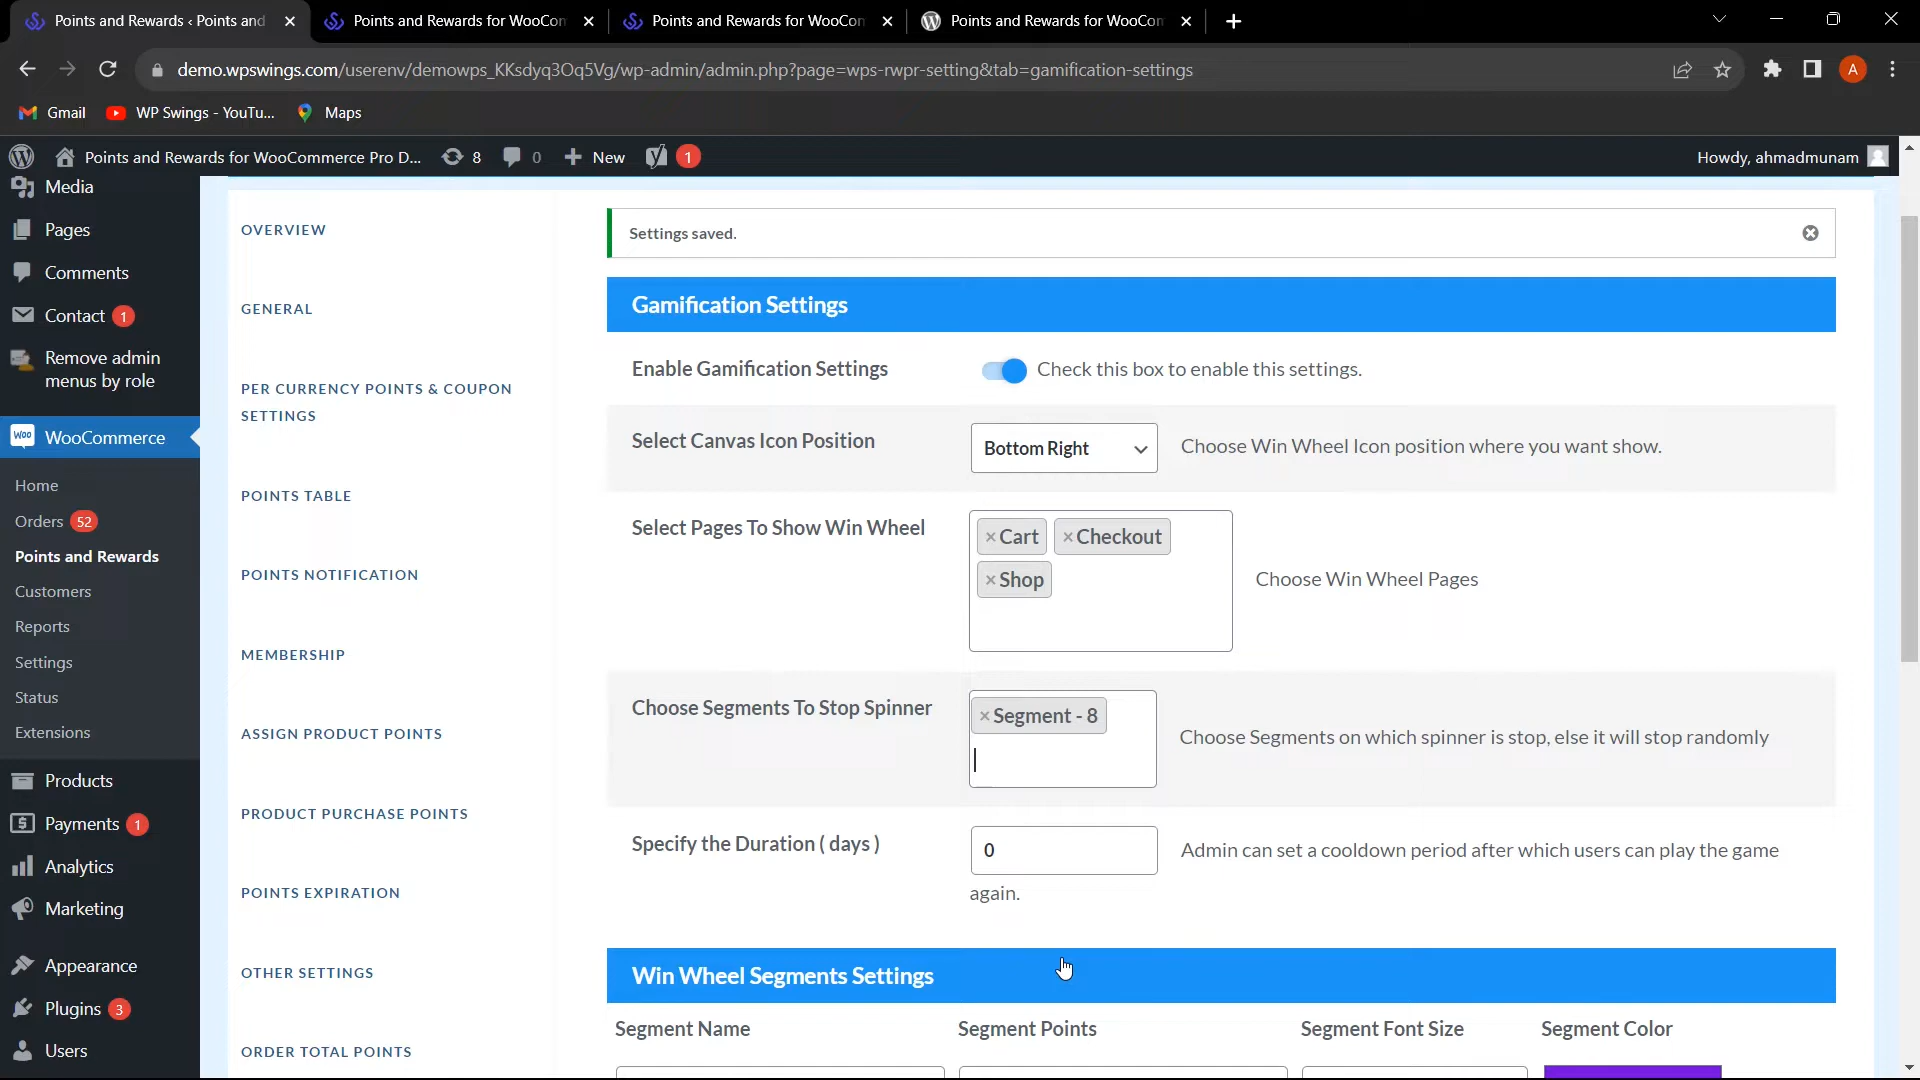 Points and Rewards ‹ Points and
Points and Rewards for WooCon
Points and Rewards for WooCon
Points and Rewards for WooCon
demo.wpswings.com/userenv/demowps_KKsdyq3Oq5Vg/wp-admin/admin.php?page=wps-rwpr-setting&tab=gamification-settings
A
Gmail
WP Swings - YouTu...
Maps
Points and Rewards for WooCommerce Pro D...
8
0
New
1
Howdy, ahmadmunam
Media
Pages
Comments
Contact 1
Remove admin
menus by role
Woo WooCommerce
Home
Orders 52
Points and Rewards
Customers
Reports
Settings
Status
Extensions
Products
Payments 1
Analytics
Marketing
Appearance
Plugins 3
Users
OVERVIEW
GENERAL
PER CURRENCY POINTS & COUPON
SETTINGS
POINTS TABLE
POINTS NOTIFICATION
MEMBERSHIP
ASSIGN PRODUCT POINTS
PRODUCT PURCHASE POINTS
POINTS EXPIRATION
OTHER SETTINGS
ORDER TOTAL POINTS
Settings saved.
Gamification Settings
Enable Gamification Settings
Check this box to enable this settings.
Select Canvas Icon Position
Bottom Right
Choose Win Wheel Icon position where you want show.
Select Pages To Show Win Wheel
×Cart ×Checkout
×Shop
Choose Win Wheel Pages
Choose Segments To Stop Spinner
×Segment - 8
Choose Segments on which spinner is stop, else it will stop randomly
Specify the Duration ( days )
0
Admin can set a cooldown period after which users can play the game
again.
Win Wheel Segments Settings
Segment Name
Segment Points
Segment Font Size
Segment Color